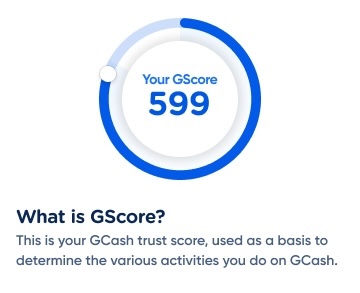 Your GScore
599
What is GScore?
This is your GCash trust score, used as a basis to
determine the various activities you do on GCash.